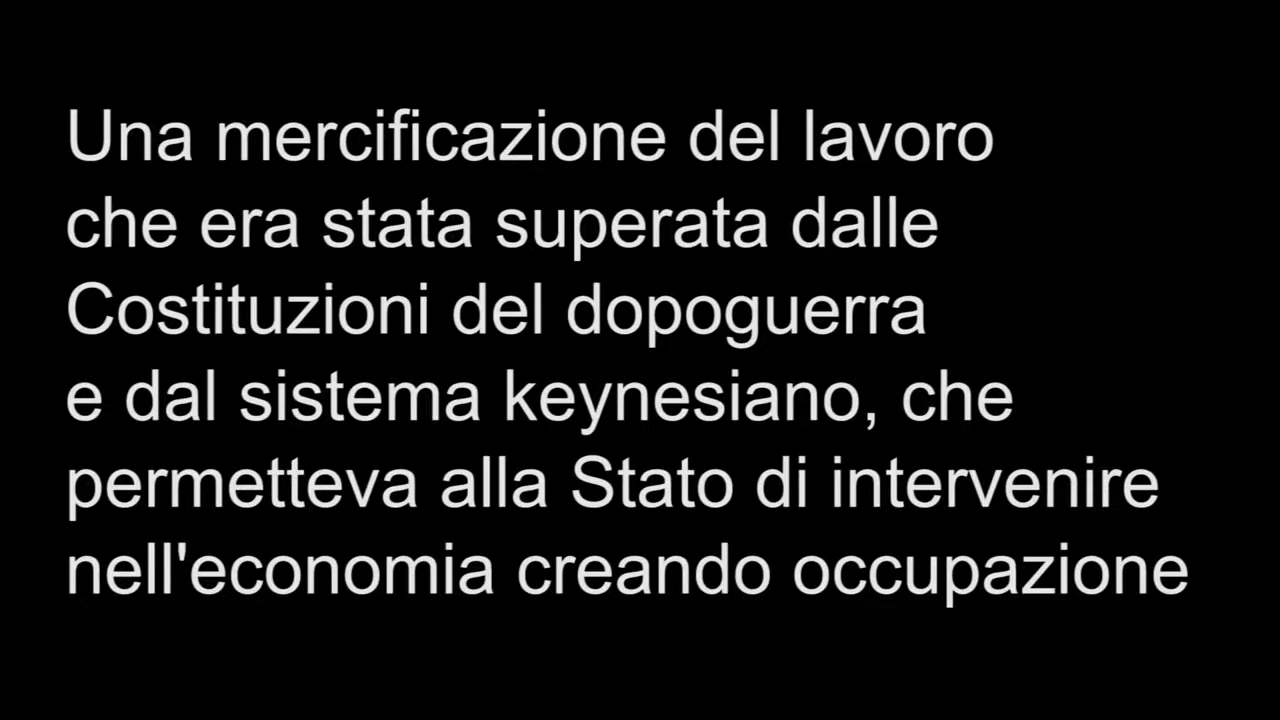 Una mercificazione del lavoro
che era stata superata dalle
Costituzioni del dopoguerra
e dal sistema keynesiano, che
permetteva alla Stato di intervenire
nell'economia creando occupazione